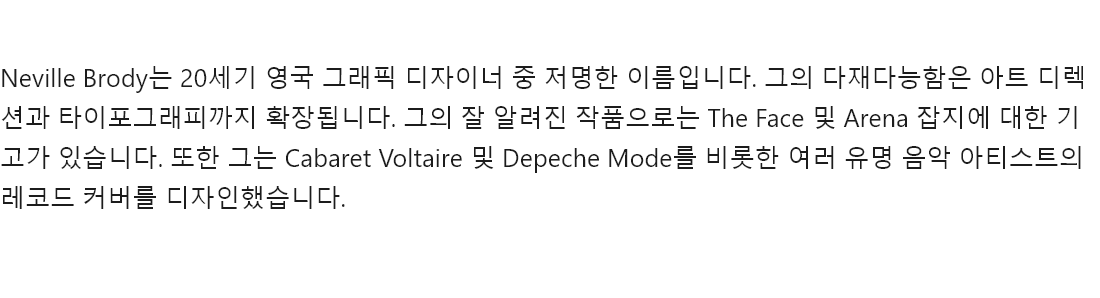 Neville Brody는 20세기 영국 그래픽 디자이너 중 저명한 이름입니다. 그의 다재다능함은 아트 디렉
션과 타이포그래피까지 확장됩니다. 그의 잘 알려진 작품으로는 The Face 및 Arena 잡지에 대한 기
고가 있습니다. 또한 그는 Cabaret Voltaire 및 Depeche Mode를 비롯한 여러 유명 음악 아티스트의
레코드 커버를 디자인했습니다.